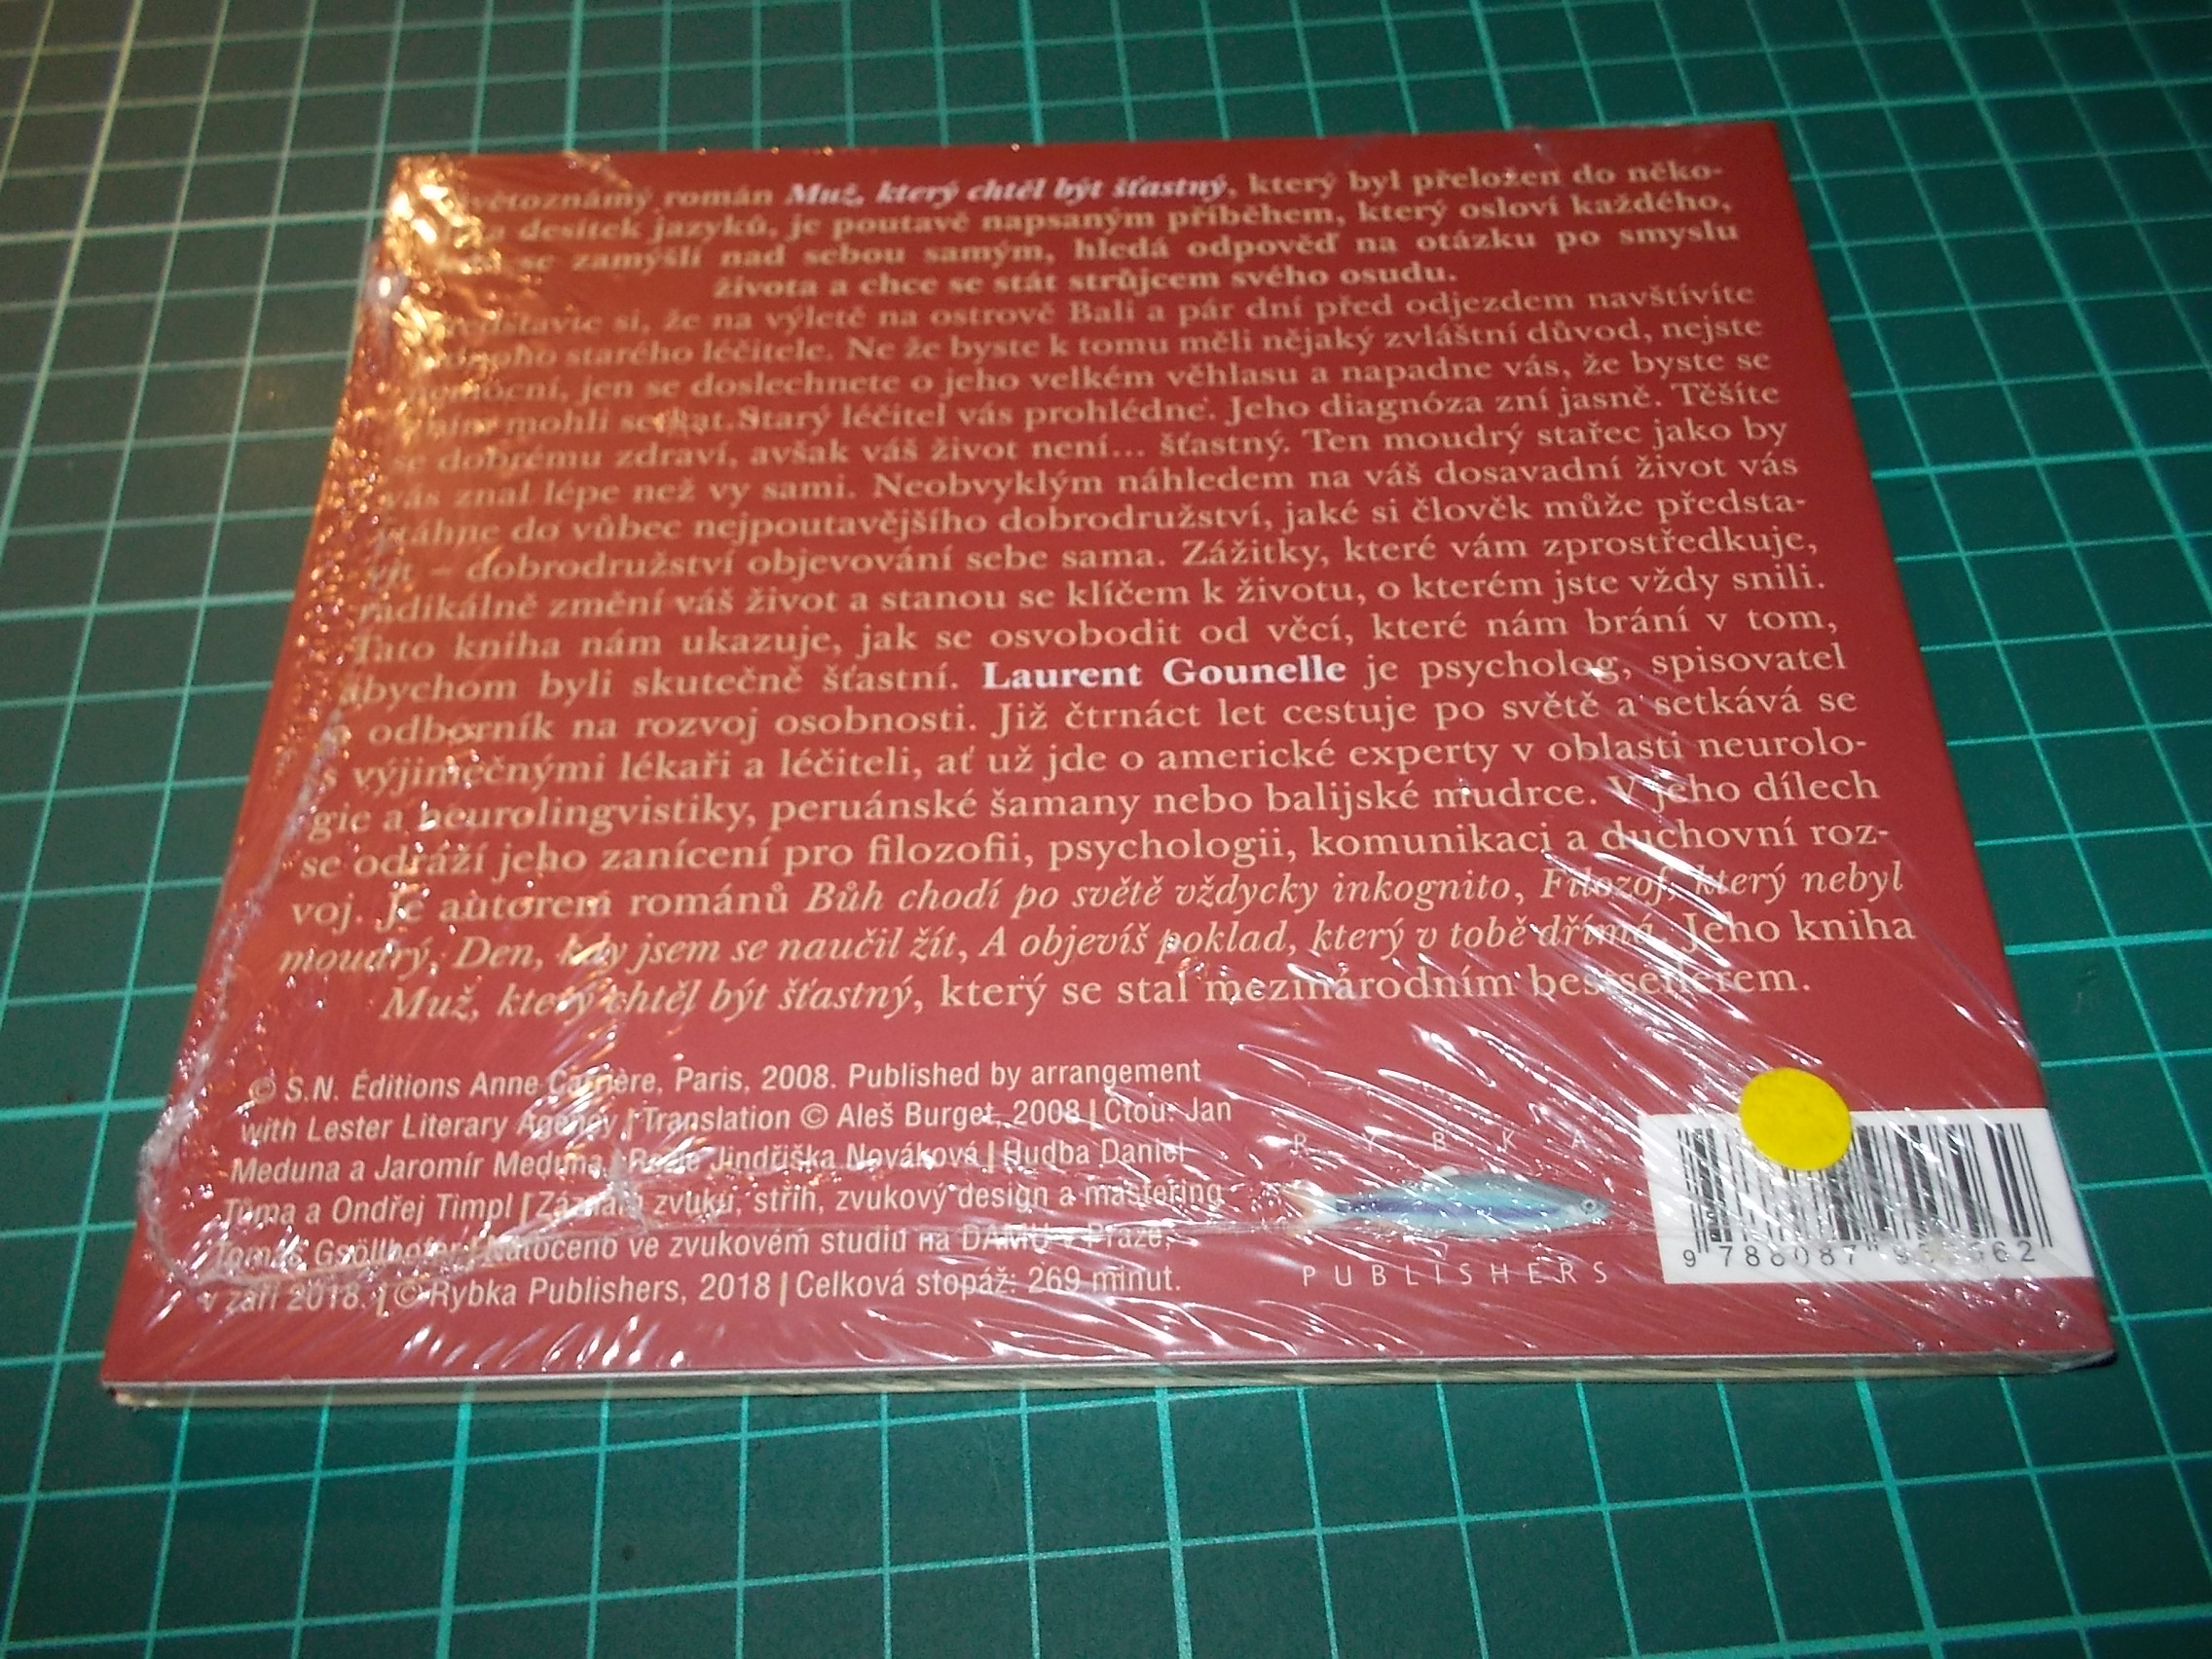 román Muž, který chtěl být šťastný, který byl přeložen do něko-
desítek jazyků, je poutavě napsaným příběhem, který osloví každého,
se zamýšlí nad sebou samým, hledá odpověď na otázku po smyslu
života a chce se stát strůjcem svého osudu.
si, že na výletě na ostrově Bali a pár dní před odjezdem navštívíte
starého léčitele. Ne že byste k tomu měli nějaký zvláštní důvod, nejste
jen se doslechnete o jeho velkém věhlasu a napadne vás, že byste se
mohli setkat.Starý léčitel vás prohlédne. Jeho diagnóza zní jasně. Těšíte
se dobrému zdraví, avšak váš život není... šťastný. Ten moudrý stařec jako by
vás znal lépe než vy sami. Neobvyklým náhledem na váš dosavadní život vás
vtáhne do vůbec nejpoutavějšího dobrodružství, jaké si člověk může předsta-
vit – dobrodružství objevování sebe sama. Zážitky, které vám zprostředkuje,
radikálně změní váš život a stanou se klíčem k životu, o kterém jste vždy snili.
Tato kniha nám ukazuje, jak se osvobodit od věcí, které nám brání v tom,
abychom byli skutečně šťastní. Laurent Gounelle je psycholog, spisovatel
odborník na rozvoj osobnosti. Již čtrnáct let cestuje po světě a setkává se
s výjimečnými lékaři a léčiteli, ať už jde o americké experty v oblasti neurolo-
gie a neurolingvistiky, peruánské šamany nebo balijské mudrce. V jeho dílech
se odráží jeho zanícení pro filozofii, psychologii, komunikaci a duchovní roz-
voj. Je autorem románů Bůh chodí po světě vždycky inkognito, Filozof, který nebyl
moudrý, Den, kdy jsem se naučil žít, A objevíš poklad, který v tobě dřímá. Jeho kniha
Muž, který chtěl být šťastný, který se stal mezinárodním bestsellerem.
© S.N. Éditions Anne Carrière, Paris, 2008. Published by arrangement
with Lester Literary Agency | Translation © Aleš Burget, 2008 | Čtou: Jan
Meduna a Jaromír Meduna | Režie Jindřiška Nováková | Hudba Daniel
Tůma a Ondřej Timpl | Záznam zvuku, střih, zvukový design a mastering
Tomáš Gsöllhofer | Natočeno ve zvukovém studiu na DAMU v Praze,
v září 2018. | © Rybka Publishers, 2018 | Celková stopáž: 269 minut.
RYBKA
PUBLISHERS
9 788087